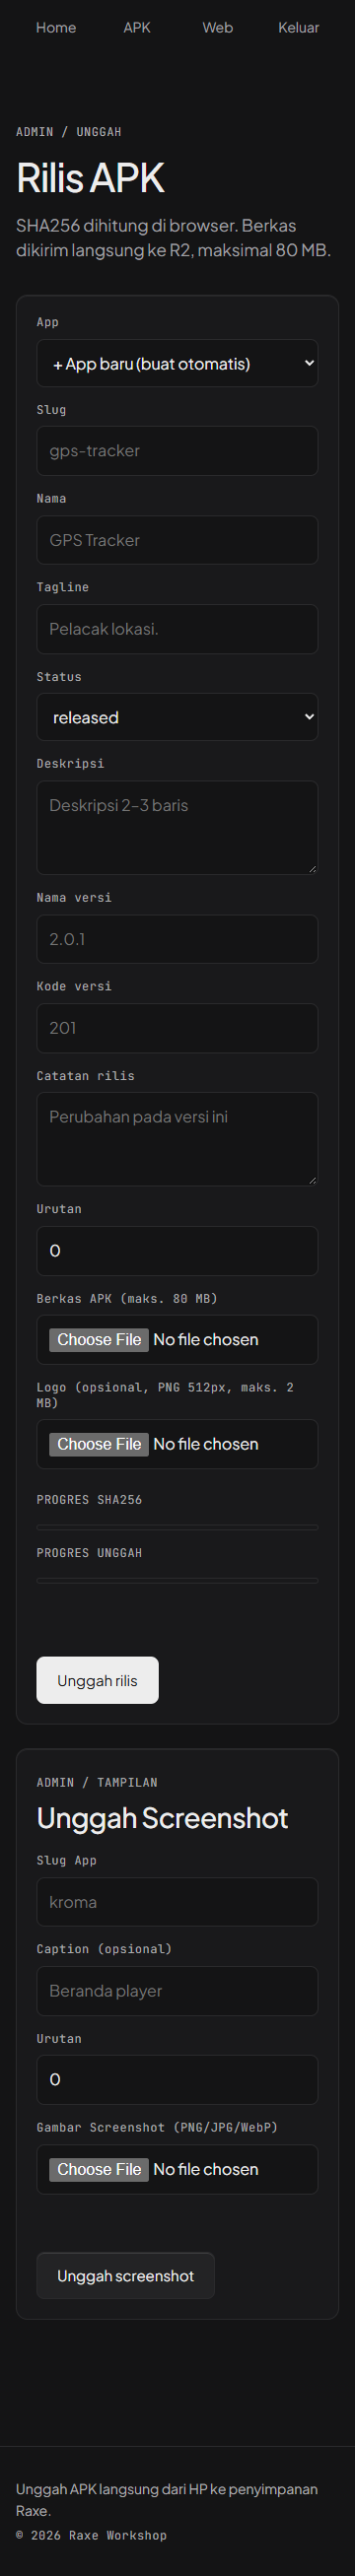 Home APK Web Keluar
ADMIN / UNGGAH
Rilis APK
SHA256 dihitung di browser. Berkas
dikirim langsung ke R2, maksimal 80 MB.
App
+ App baru (buat otomatis)
Slug
gps-tracker
Nama
GPS Tracker
Tagline
Pelacak lokasi.
Status
released
Deskripsi
Deskripsi 2–3 baris
Nama versi
2.0.1
Kode versi
201
Catatan rilis
Perubahan pada versi ini
Urutan
0
Berkas APK (maks. 80 MB)
Choose File No file chosen
Logo (opsional, PNG 512px, maks. 2
MB)
Choose File No file chosen
PROGRES SHA256
PROGRES UNGGAH
Unggah rilis
ADMIN / TAMPILAN
Unggah Screenshot
Slug App
kroma
Caption (opsional)
Beranda player
Urutan
0
Gambar Screenshot (PNG/JPG/WebP)
Choose File No file chosen
Unggah screenshot
Unggah APK langsung dari HP ke penyimpanan
Raxe.
© 2026 Raxe Workshop